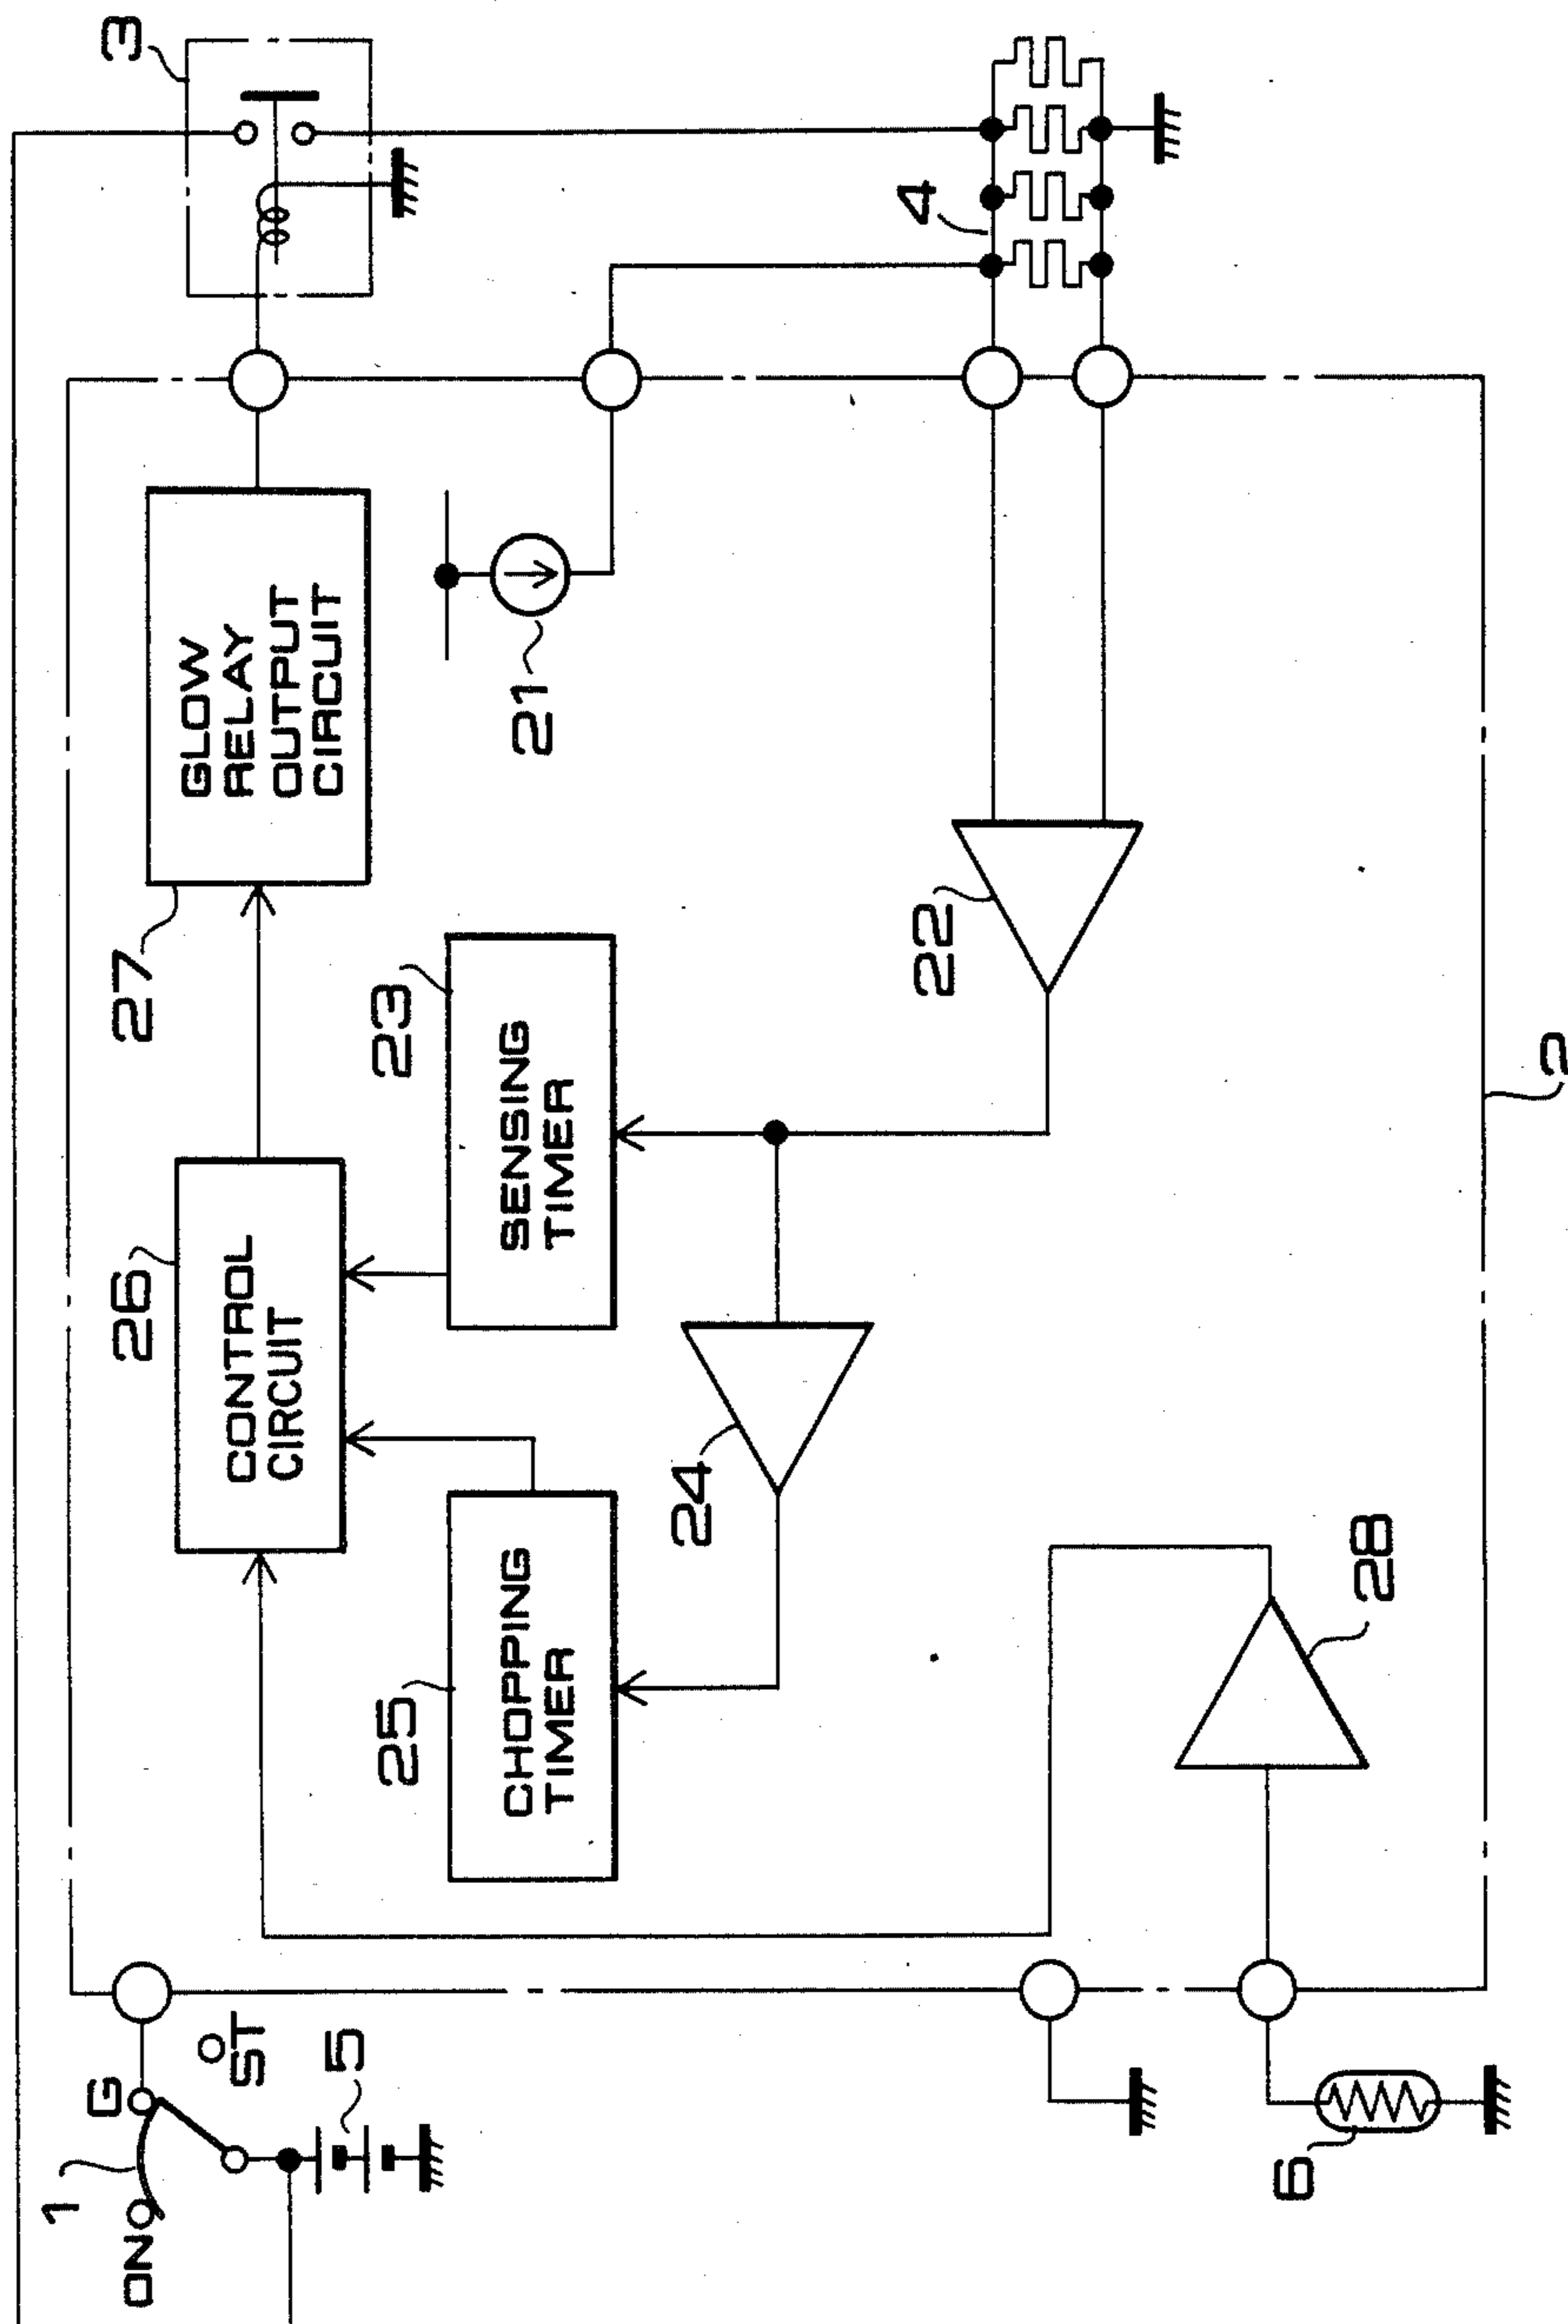 3
27
GLOW
RELAY
OUTPUT
CIRCUIT
21
4
22
26
CONTROL
CIRCUIT
23
SENSING
TIMER
24
25
CHOPPING
TIMER
28
2
1
ON
G
ST
5
6